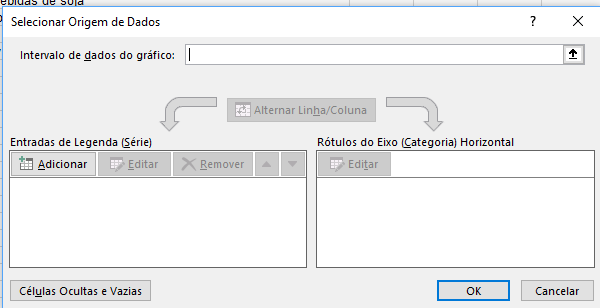 ebidas de soja
Selecionar Origem de Dados
?
Intervalo de dados do gráfico:
Alternar Linha/Coluna
Entradas de Legenda (Série)
Rótulos do Eixo (Categoria) Horizontal
Adicionar Editar Remover
Editar
Células Ocultas e Vazias
OK
Cancelar